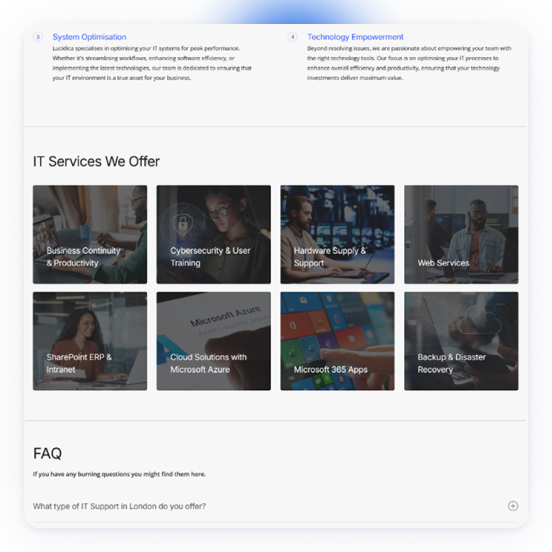 3 System Optimisation
Lucidica specialises in optimising your IT systems for peak performance.
Whether it's streamlining workflows, enhancing software efficiency, or
implementing the latest technologies, our team is dedicated to ensuring that
your IT environment is a true asset for your business.
4 Technology Empowerment
Beyond resolving issues, we are passionate about empowering your team with
the right technology tools. Our focus is on optimising your IT processes to
enhance overall efficiency and productivity, ensuring that your technology
investments deliver maximum value.
IT Services We Offer
Business Continuity
& Productivity
Cybersecurity & User
Training
Hardware Supply &
Support
Web Services
SharePoint ERP &
Intranet
Microsoft Azure
Cloud Solutions with
Microsoft Azure
Microsoft 365 Apps
Backup & Disaster
Recovery
FAQ
If you have any burning questions you might find them here.
What type of IT Support in London do you offer?